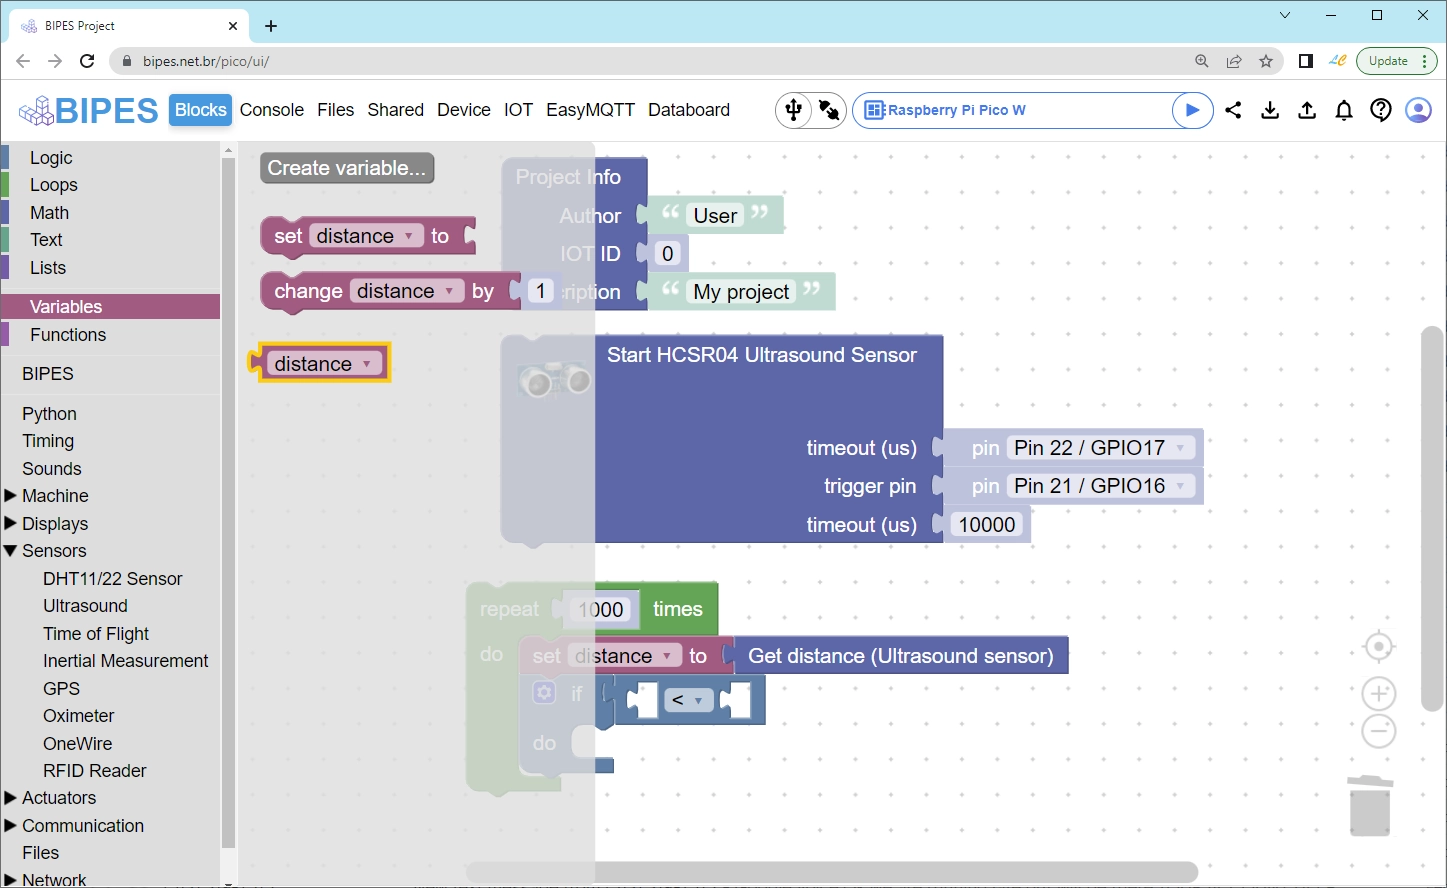 BIPES Project
bipes.net.br/pico/ui/
Update
BIPES Blocks Console Files Shared Device IOT EasyMQTT Databoard
Raspberry Pi Pico W
Logic
Loops
Math
Text
Lists
Variables
Functions
BIPES
Python
Timing
Sounds
Machine
Displays
Sensors
DHT11/22 Sensor
Ultrasound
Time of Flight
Inertial Measurement
GPS
Oximeter
OneWire
RFID Reader
Actuators
Communication
Files
Network
Create variable...
set distance to
change distance by 1
distance
Project Info
Author “ User ”
IOT ID 0
ription “ My project ”
Start HCSR04 Ultrasound Sensor
timeout (us) pin Pin 22 / GPIO17
trigger pin pin Pin 21 / GPIO16
timeout (us) 10000
repeat 1000 times
do set distance to Get distance (Ultrasound sensor)
if <
do